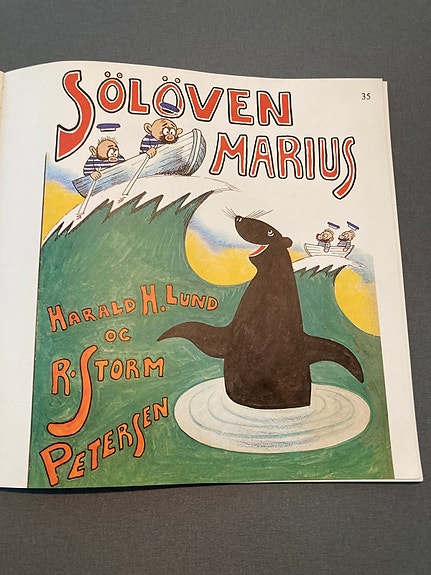 35
SÖLÖVEN
MARIUS
HARALD H. LUND
OG
R. STORM
PETERSEN